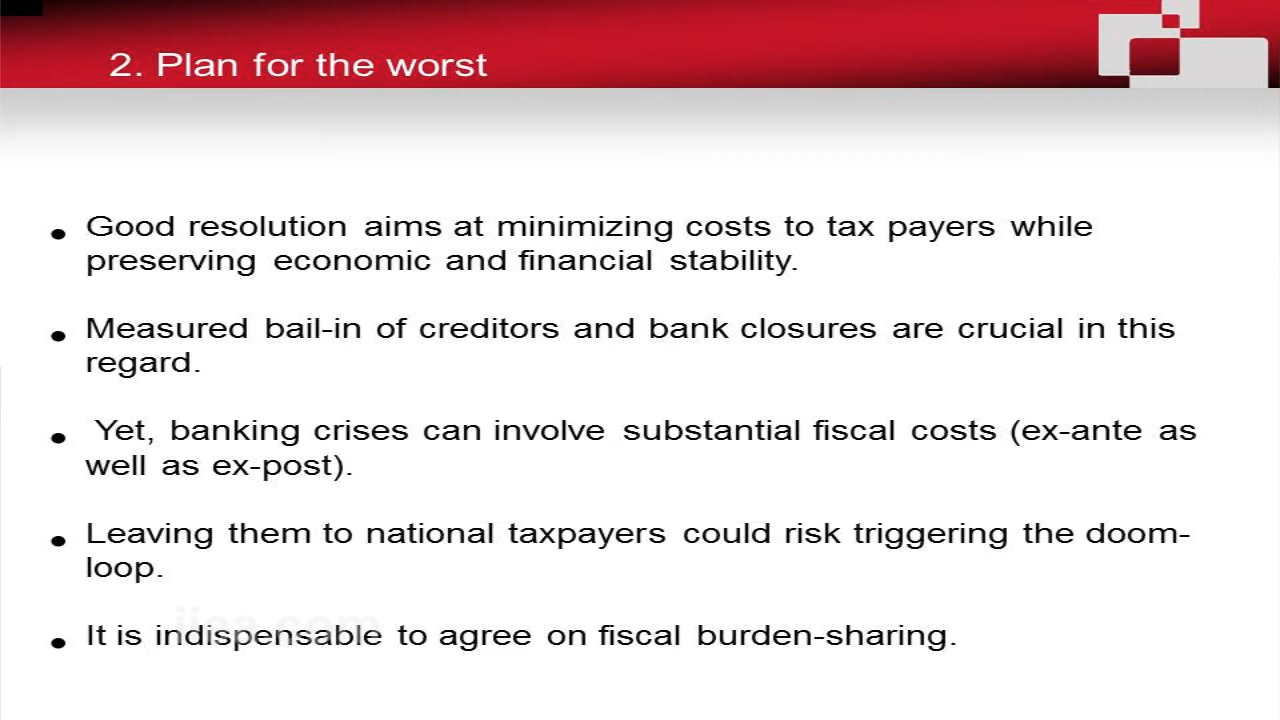 2. Plan for the worst
• Good resolution aims at minimizing costs to tax payers while
preserving economic and financial stability.
• Measured bail-in of creditors and bank closures are crucial in this
regard.
• Yet, banking crises can involve substantial fiscal costs (ex-ante as
well as ex-post).
• Leaving them to national taxpayers could risk triggering the doom-
loop.
• It is indispensable to agree on fiscal burden-sharing.